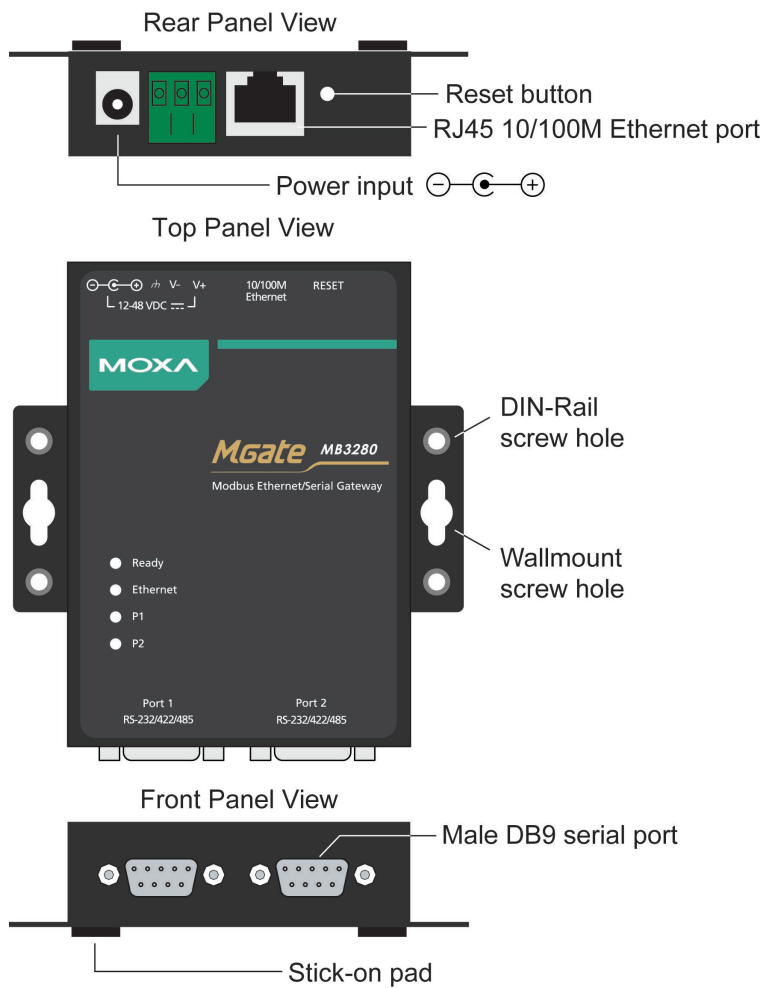 Rear Panel View
Reset button
RJ45 10/100M Ethernet port
Power input
Top Panel View
V– V+
10/100M
Ethernet
RESET
12-48 VDC
MOXA
DIN-Rail
screw hole
MGate MB3280
Modbus Ethernet/Serial Gateway
Wallmount
screw hole
Ready
Ethernet
P1
P2
Port 1
RS-232/422/485
Port 2
RS-232/422/485
Front Panel View
Male DB9 serial port
Stick-on pad